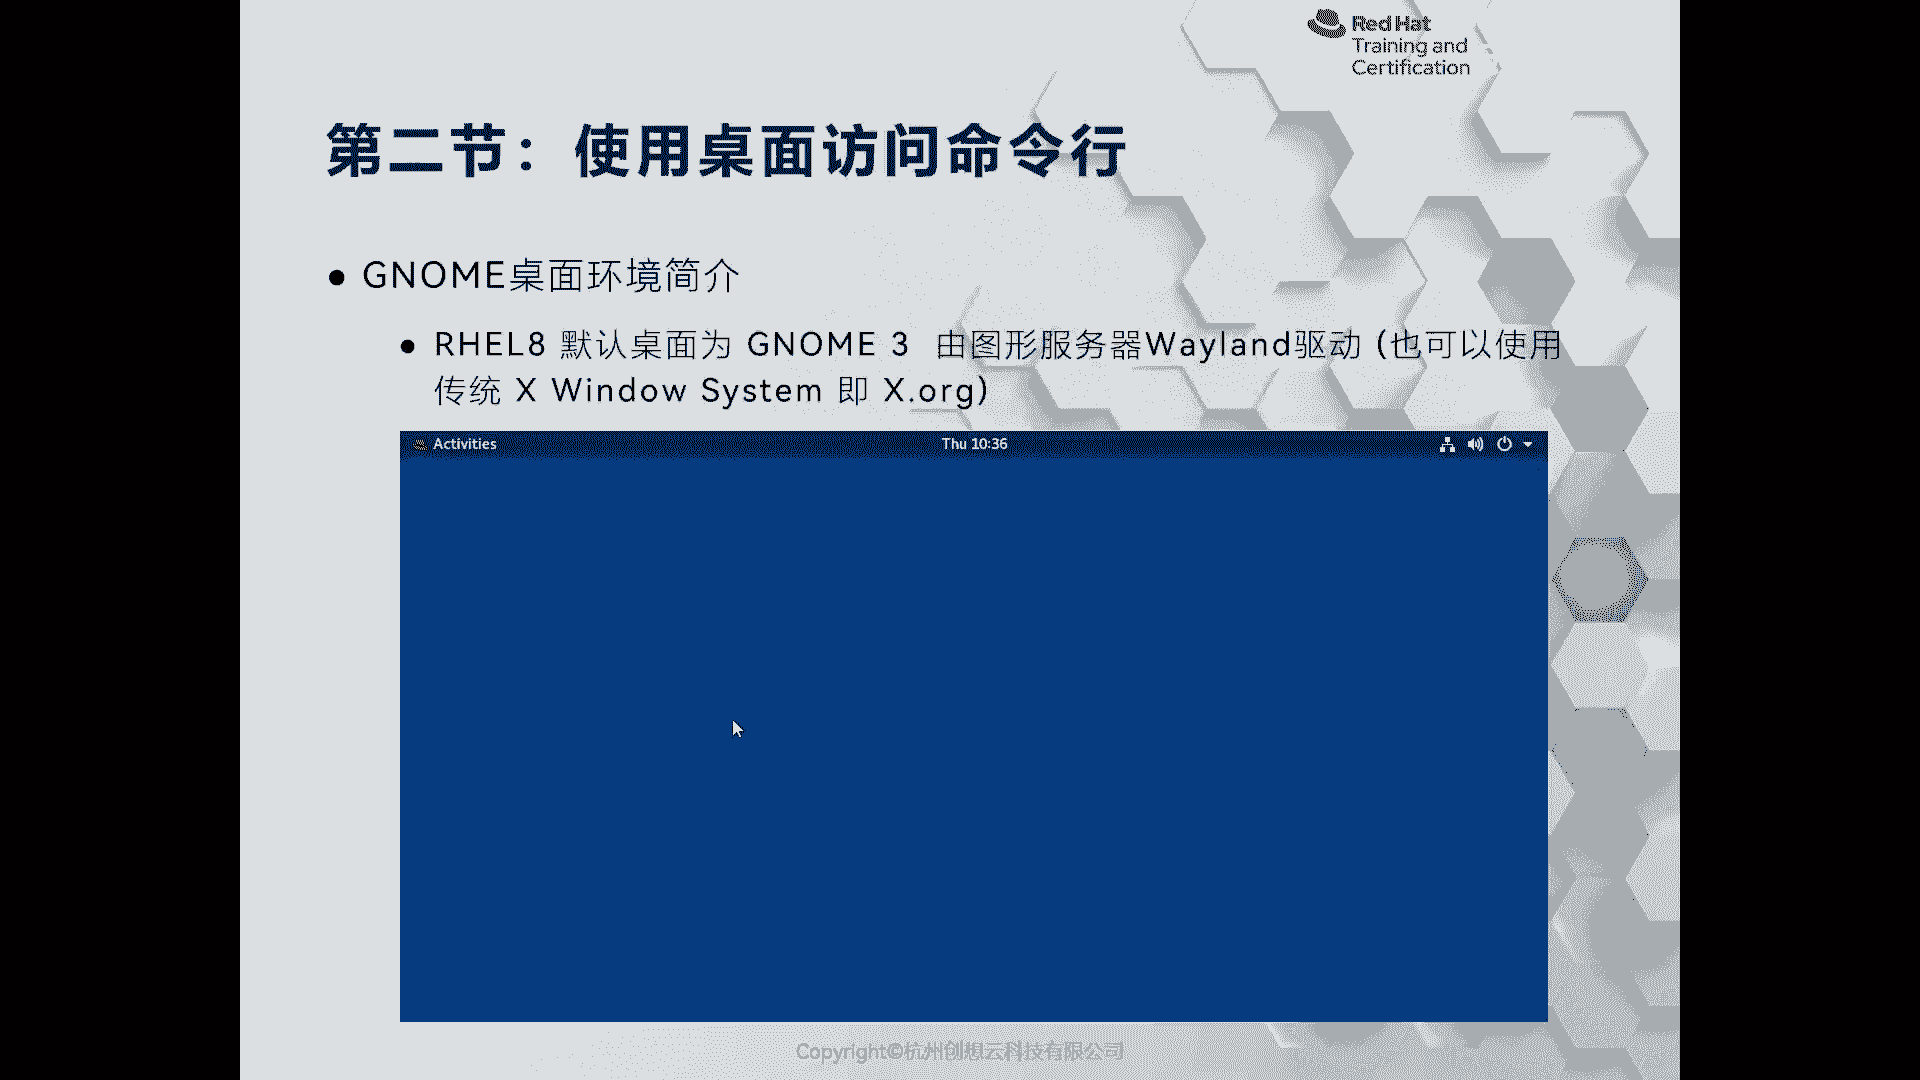 Red Hat
Training and
Certification
第二节：使用桌面访问命令行
● GNOME桌面环境简介
● RHEL8 默认桌面为 GNOME 3 由图形服务器Wayland驱动 (也可以使用
传统 X Window System 即 X.org)
Activities Thu 10:36
Copyright©杭州创想云科技有限公司